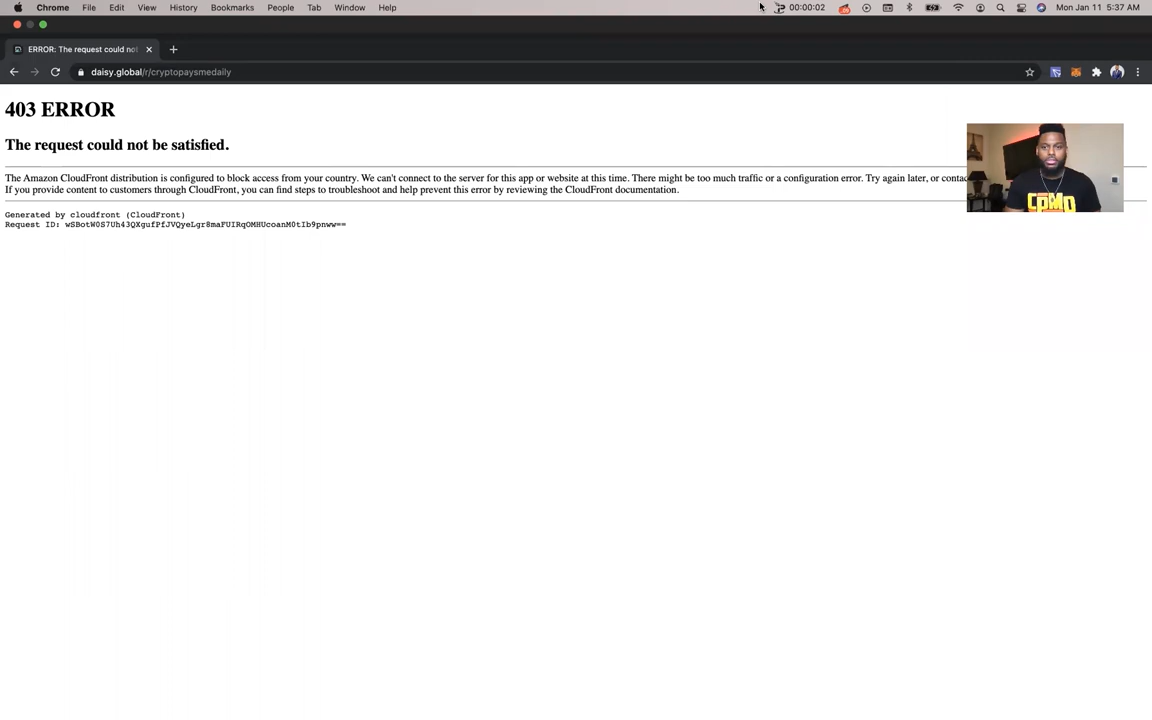 Chrome File Edit View History Bookmarks People Tab Window Help 00:00:02 Mon Jan 11 5:37 AM
ERROR: The request could not
daisy.global/r/cryptopaysmedaily
403 ERROR
The request could not be satisfied.
The Amazon CloudFront distribution is configured to block access from your country. We can't connect to the server for this app or website at this time. There might be too much traffic or a configuration error. Try again later, or contac
If you provide content to customers through CloudFront, you can find steps to troubleshoot and help prevent this error by reviewing the CloudFront documentation.
Generated by cloudfront (CloudFront)
Request ID: wSBotW0S7Uh43QXgufPfJVQyeLgr8maFUIRqOMHUcoanM0tIb9pnww==
CPMD